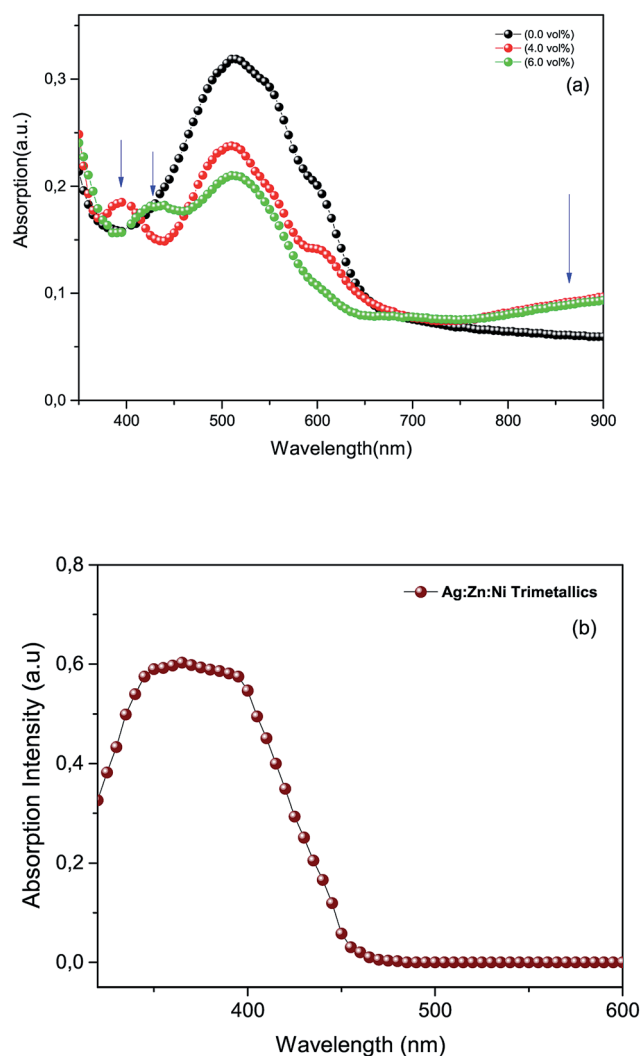 (0.0 vol%)
(4.0 vol%)
(6.0 vol%)
(a)
0,3
0,2
0,1
0,0
Absorption(a.u.)
400 500 600 700 800 900
Wavelength(nm)
Ag:Zn:Ni Trimetallics
(b)
0,8
0,6
0,4
0,2
0,0
Absorption Intensity (a.u)
400 500 600
Wavelength (nm)